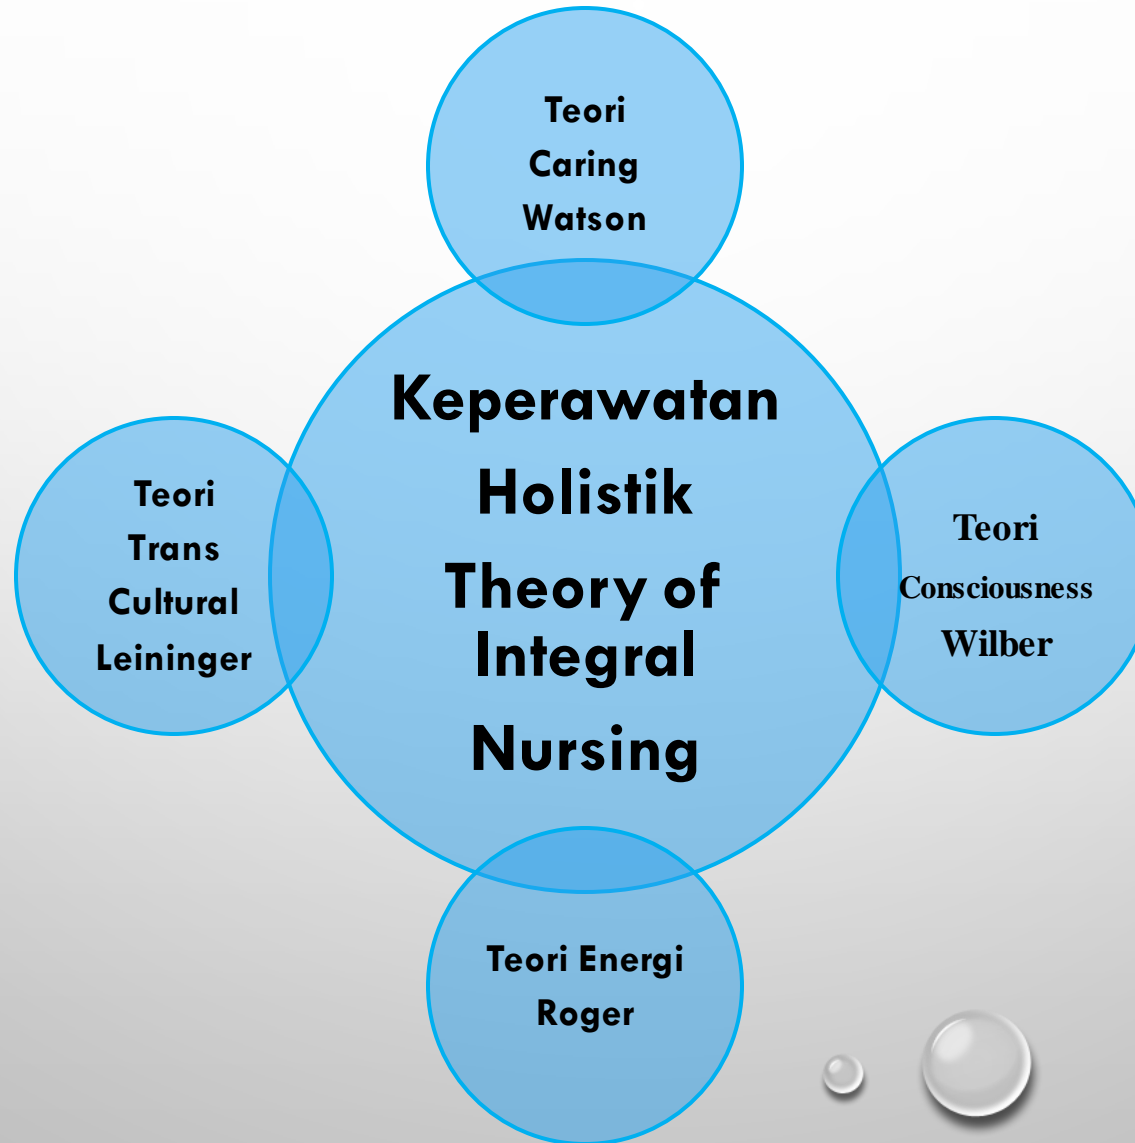 Teori
Caring
Watson
Keperawatan
Holistik
Theory of
Integral
Nursing
Teori
Trans
Cultural
Leininger
Teori
Consciousness
Wilber
Teori Energi
Roger